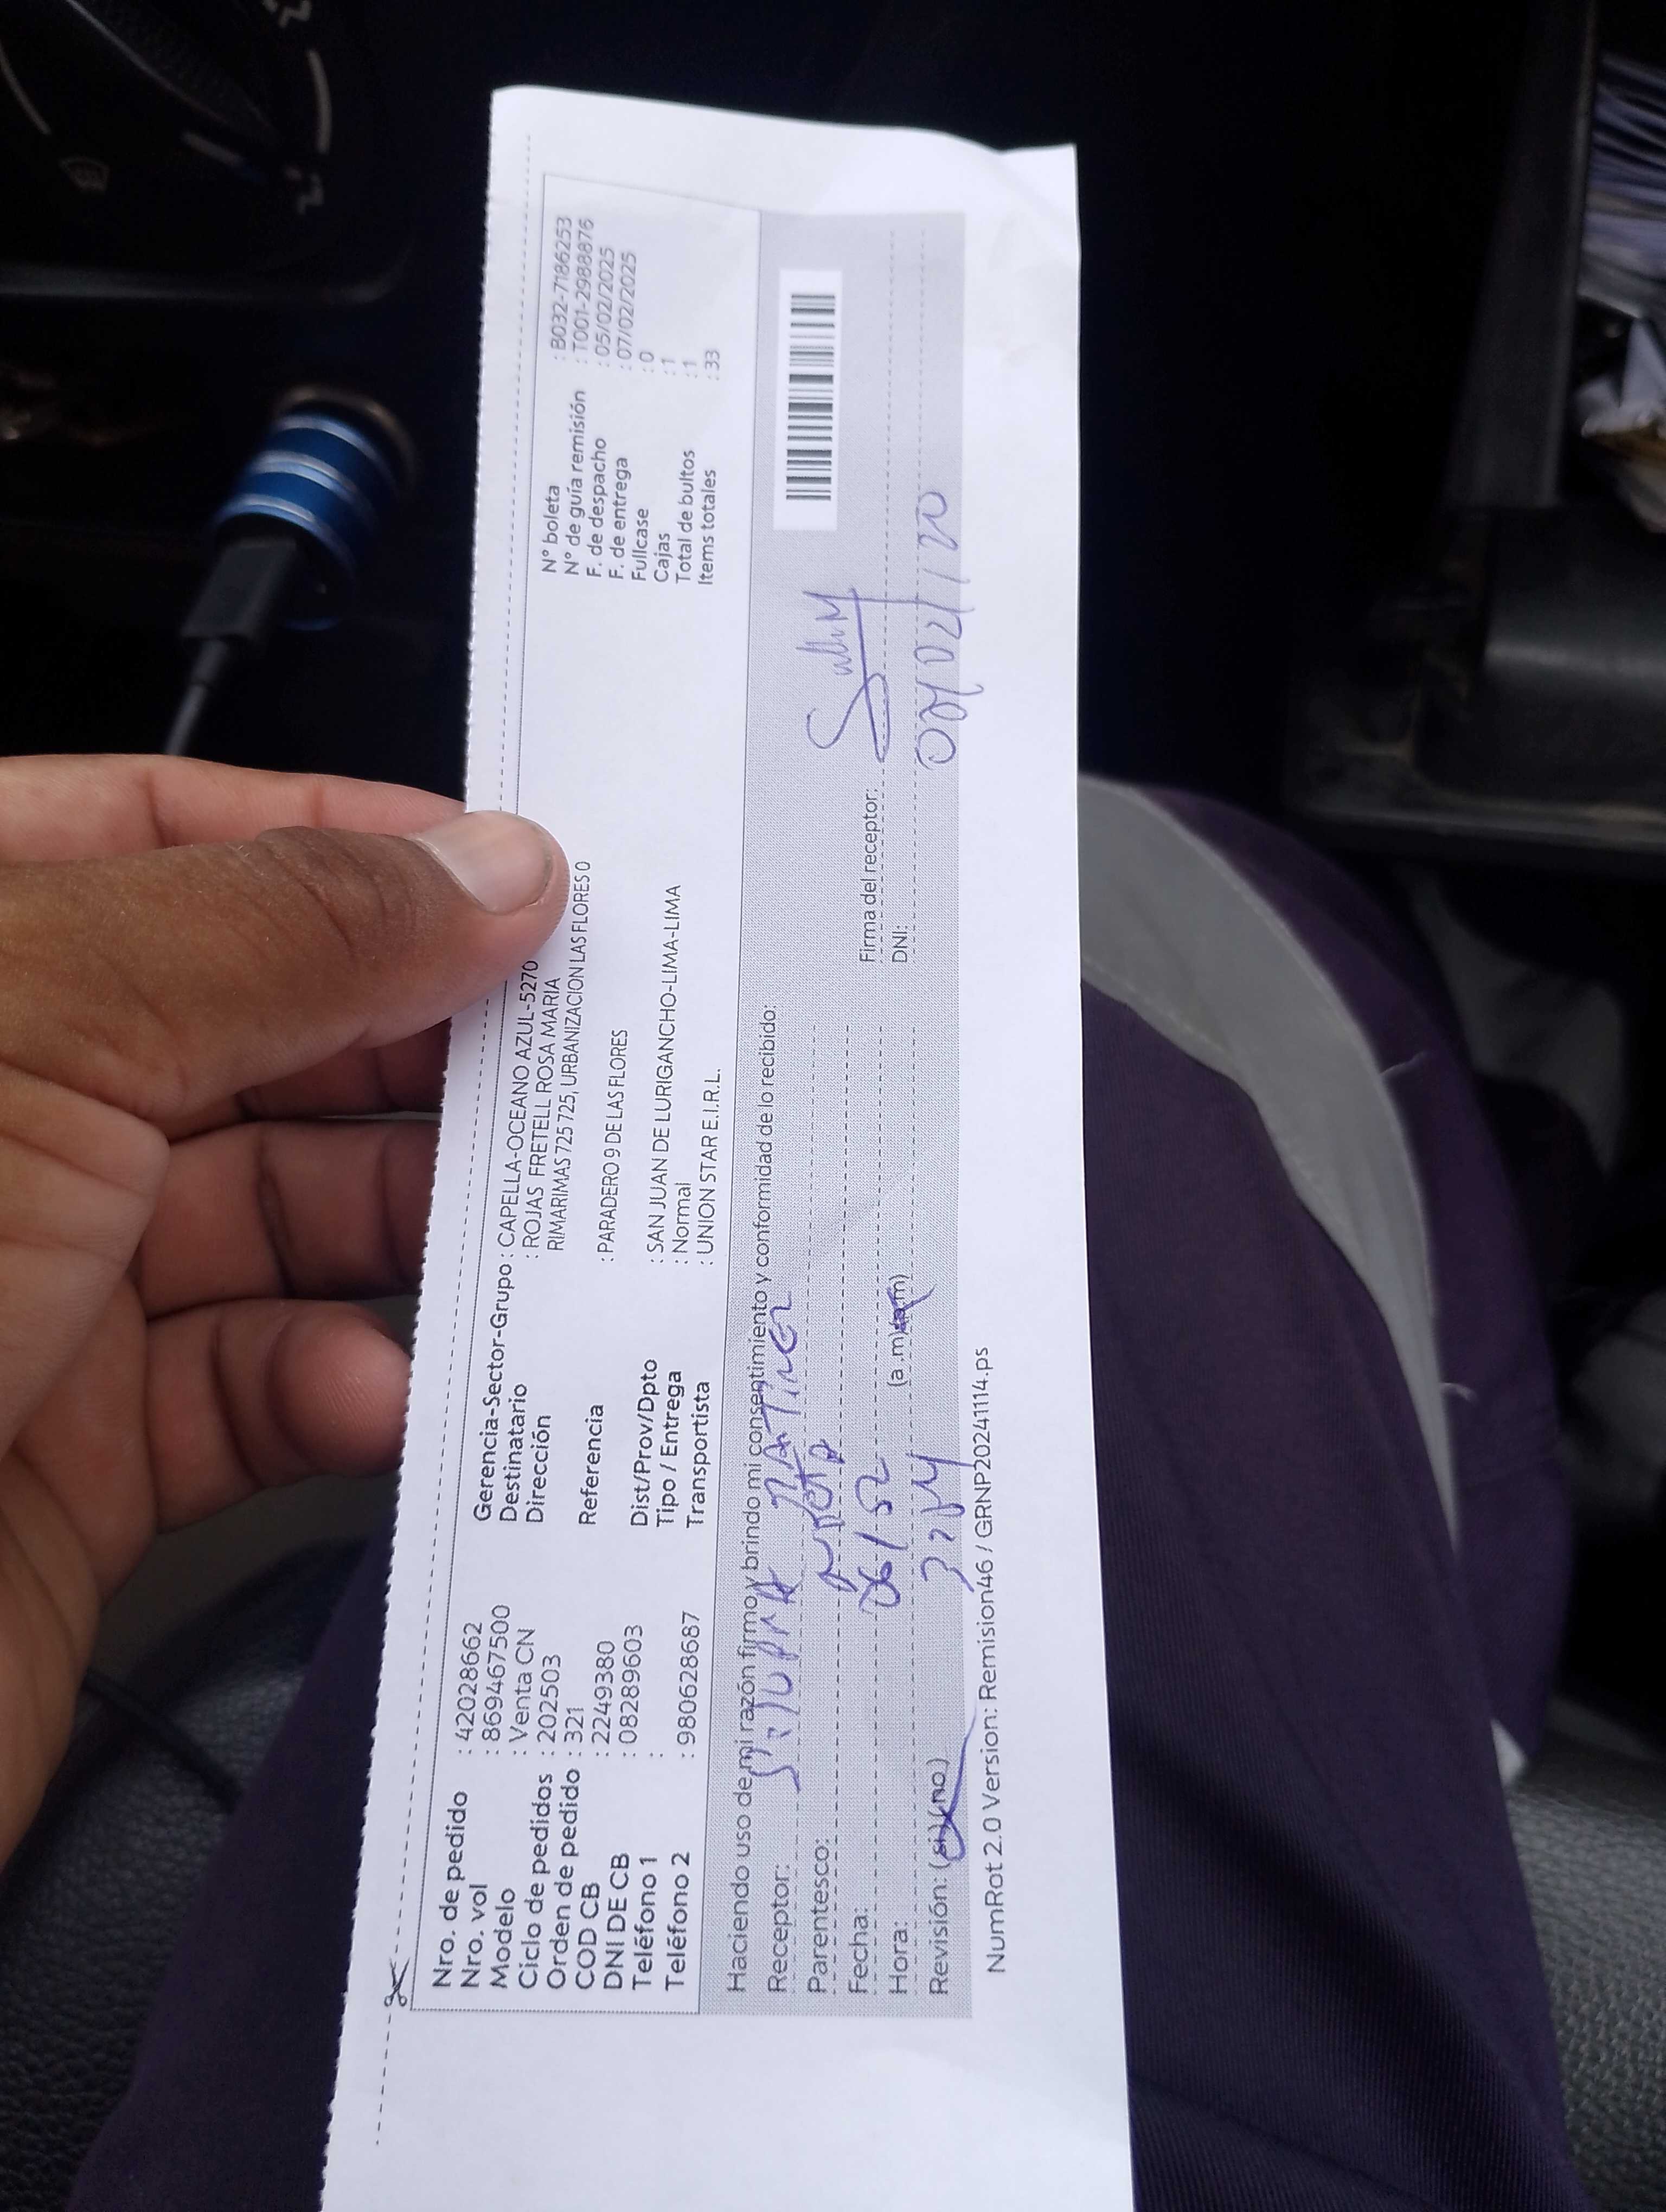 Nro. de pedido : 42028662
Nro. vol : 869467500
Modelo : Venta CN
Ciclo de pedidos : 202503
Orden de pedido : 321
COD CB : 2249380
DNI DE CB : 08289603
Teléfono 1 :
Teléfono 2 : 980628687
Gerencia-Sector-Grupo : CAPELLA-OCEANO AZUL-5270
Destinatario : ROJAS FRETELL ROSA MARIA
Dirección RIMARIMAS 725 725, URBANIZACION LAS FLORES 0
Referencia : PARADERO 9 DE LAS FLORES
Dist/Prov/Dpto : SAN JUAN DE LURIGANCHO-LIMA-LIMA
Tipo / Entrega : Normal
Transportista : UNION STAR E.I.R.L.
N° boleta : B032-7186253
N° de guía remisión : T001-29888876
F. de despacho : 05/02/2025
F. de entrega : 07/02/2025
Fullcase : 0
Cajas : 1
Total de bultos : 1
Items totales : 33
Haciendo uso de mi razón firmo y brindo mi consentimiento y conformidad de lo recibido:
Receptor:
Parentesco:
Fecha:
Hora: (a.m)(p.m)
Revisión: (si) (no)
Firma del receptor:
DNI:
NumRot 2.0 Version: Remision46 / GRNP20241114.ps